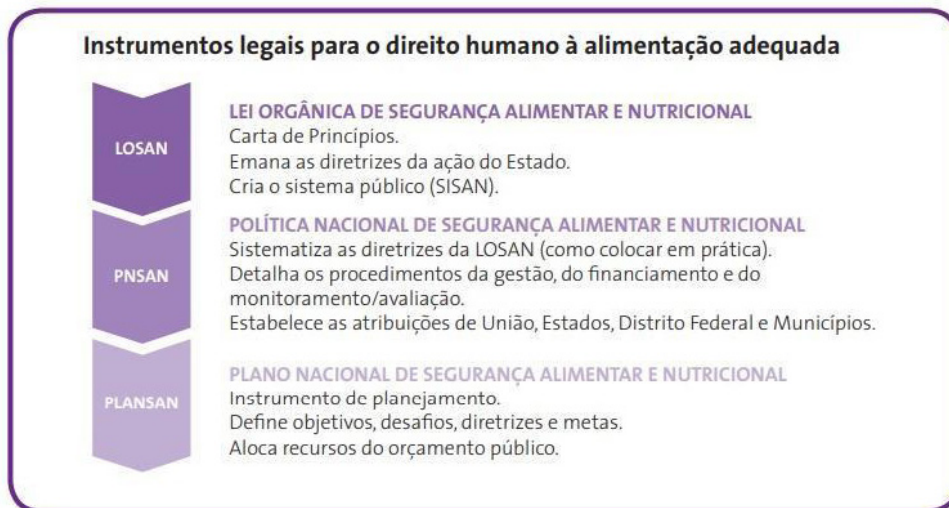 Instrumentos legais para o direito humano à alimentação adequada
LOSAN
LEI ORGÂNICA DE SEGURANÇA ALIMENTAR E NUTRICIONAL
Carta de Princípios.
Emana as diretrizes da ação do Estado.
Cria o sistema público (SISAN).
PNSAN
POLÍTICA NACIONAL DE SEGURANÇA ALIMENTAR E NUTRICIONAL
Sistematiza as diretrizes da LOSAN (como colocar em prática).
Detalha os procedimentos da gestão, do financiamento e do
monitoramento/avaliação.
Estabelece as atribuições de União, Estados, Distrito Federal e Municípios.
PLANSAN
PLANO NACIONAL DE SEGURANÇA ALIMENTAR E NUTRICIONAL
Instrumento de planejamento.
Define objetivos, desafios, diretrizes e metas.
Aloca recursos do orçamento público.